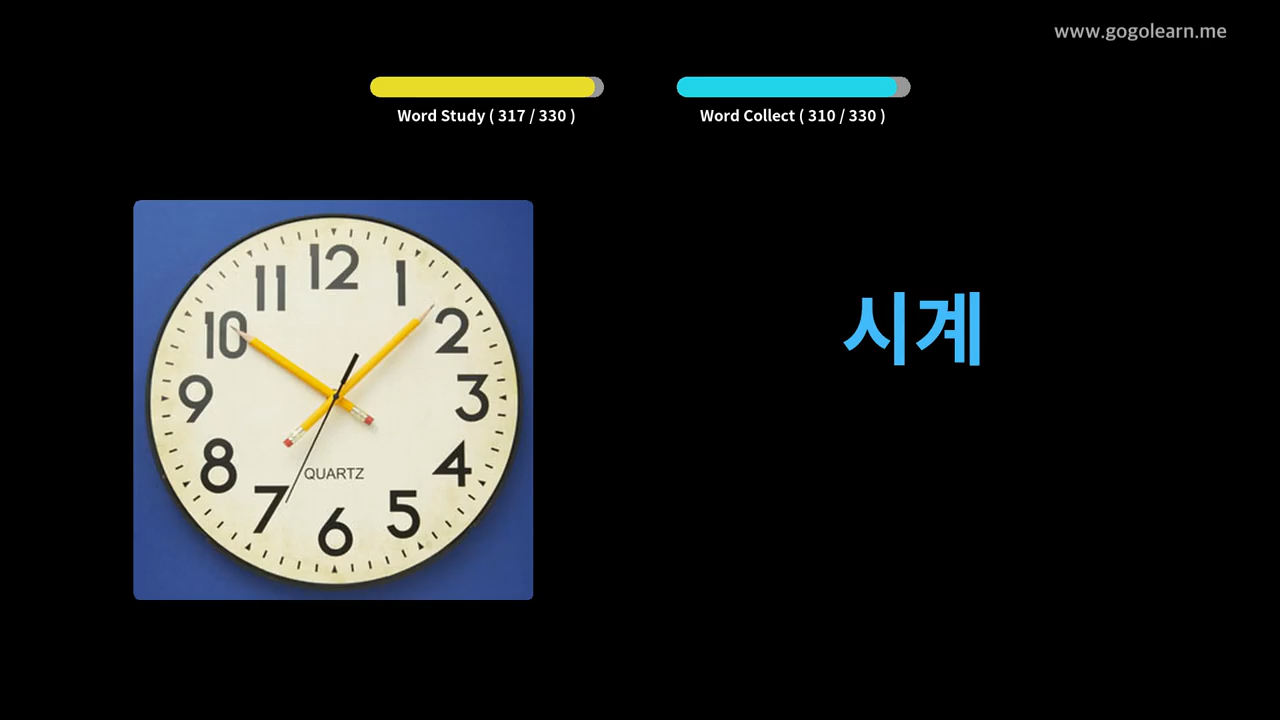 www.gogolearn.me
Word Study ( 317 / 330 )
Word Collect ( 310 / 330 )
12
11
1
10
2
9
3
8
4
7
5
6
QUARTZ
시계